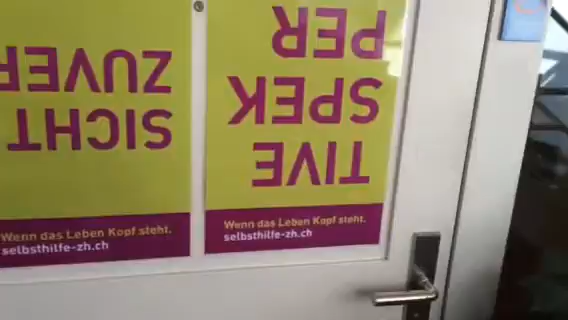 ZUVER
SICHT
Wenn das Leben Kopf steht.
selbsthilfe-zh.ch
PER
SPEK
TIVE
Wenn das Leben Kopf steht.
selbsthilfe-zh.ch